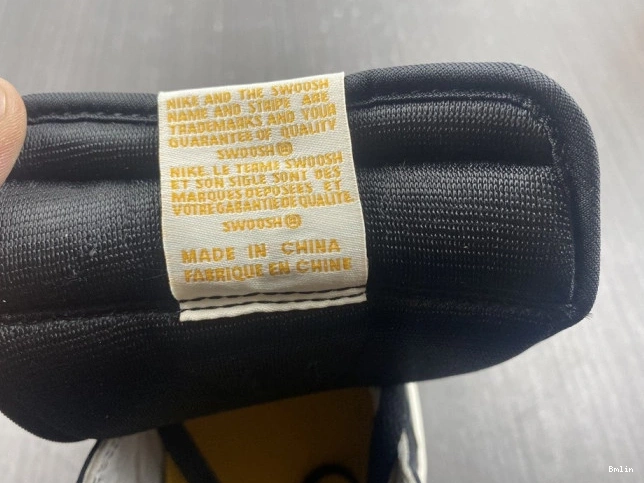 NIKE AND THE SWOOSH
NAME AND STRIPE ARE
TRADEMARKS AND YOUR
GUARANTEE OF QUALITY
SWOOSH®
NIKE LE TERME SWOOSH
ET SON SIGLE SONT DES
MARQUES DEPOSEES ET
VOTRE GARANTIE DE QUALITE.
SWOOSH®
MADE IN CHINA
FABRIQUE EN CHINE
Bmlin